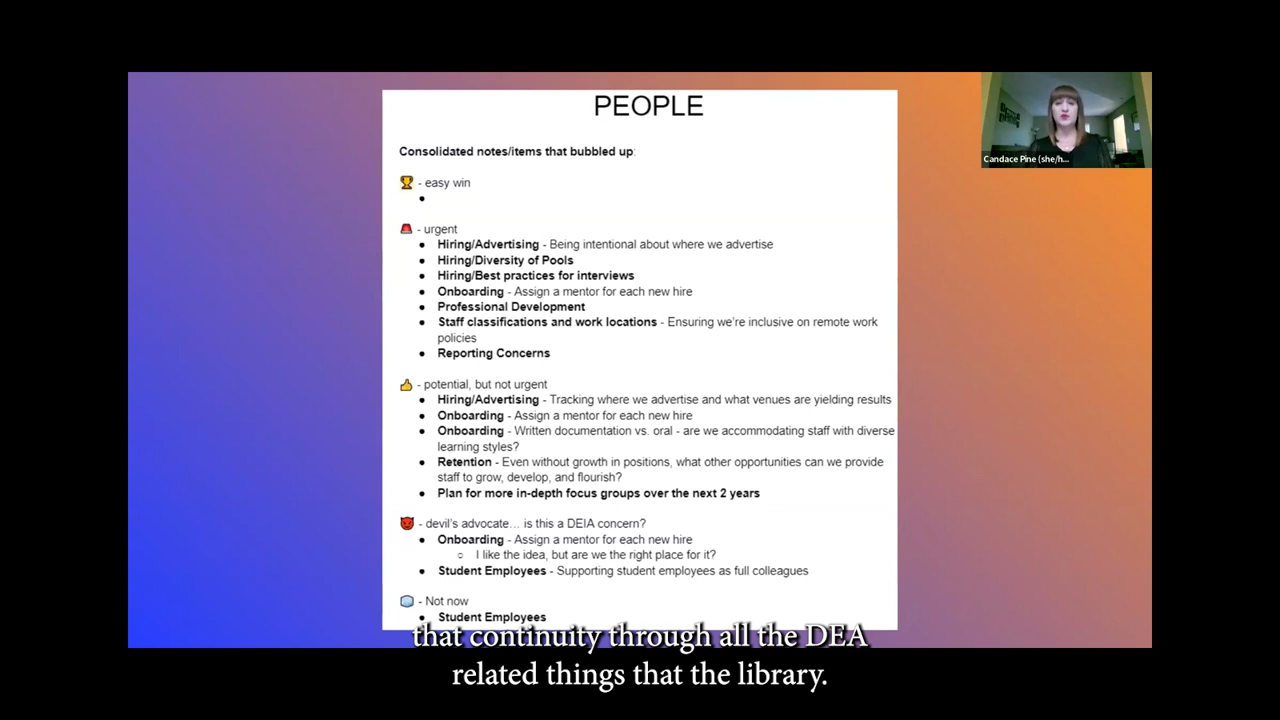 PEOPLE
Candace Pine (she/h...
Consolidated notes/items that bubbled up:
🏆 - easy win
●
🚨 - urgent
● Hiring/Advertising - Being intentional about where we advertise
● Hiring/Diversity of Pools
● Hiring/Best practices for interviews
● Onboarding - Assign a mentor for each new hire
● Professional Development
● Staff classifications and work locations - Ensuring we're inclusive on remote work
policies
● Reporting Concerns
👍 - potential, but not urgent
● Hiring/Advertising - Tracking where we advertise and what venues are yielding results
● Onboarding - Assign a mentor for each new hire
● Onboarding - Written documentation vs. oral - are we accommodating staff with diverse
learning styles?
● Retention - Even without growth in positions, what other opportunities can we provide
staff to grow, develop, and flourish?
● Plan for more in-depth focus groups over the next 2 years
😈 - devil's advocate... is this a DEIA concern?
● Onboarding - Assign a mentor for each new hire
○ I like the idea, but are we the right place for it?
● Student Employees - Supporting student employees as full colleagues
🧊 - Not now
● Student Employees
that continuity through all the DEA
related things that the library.